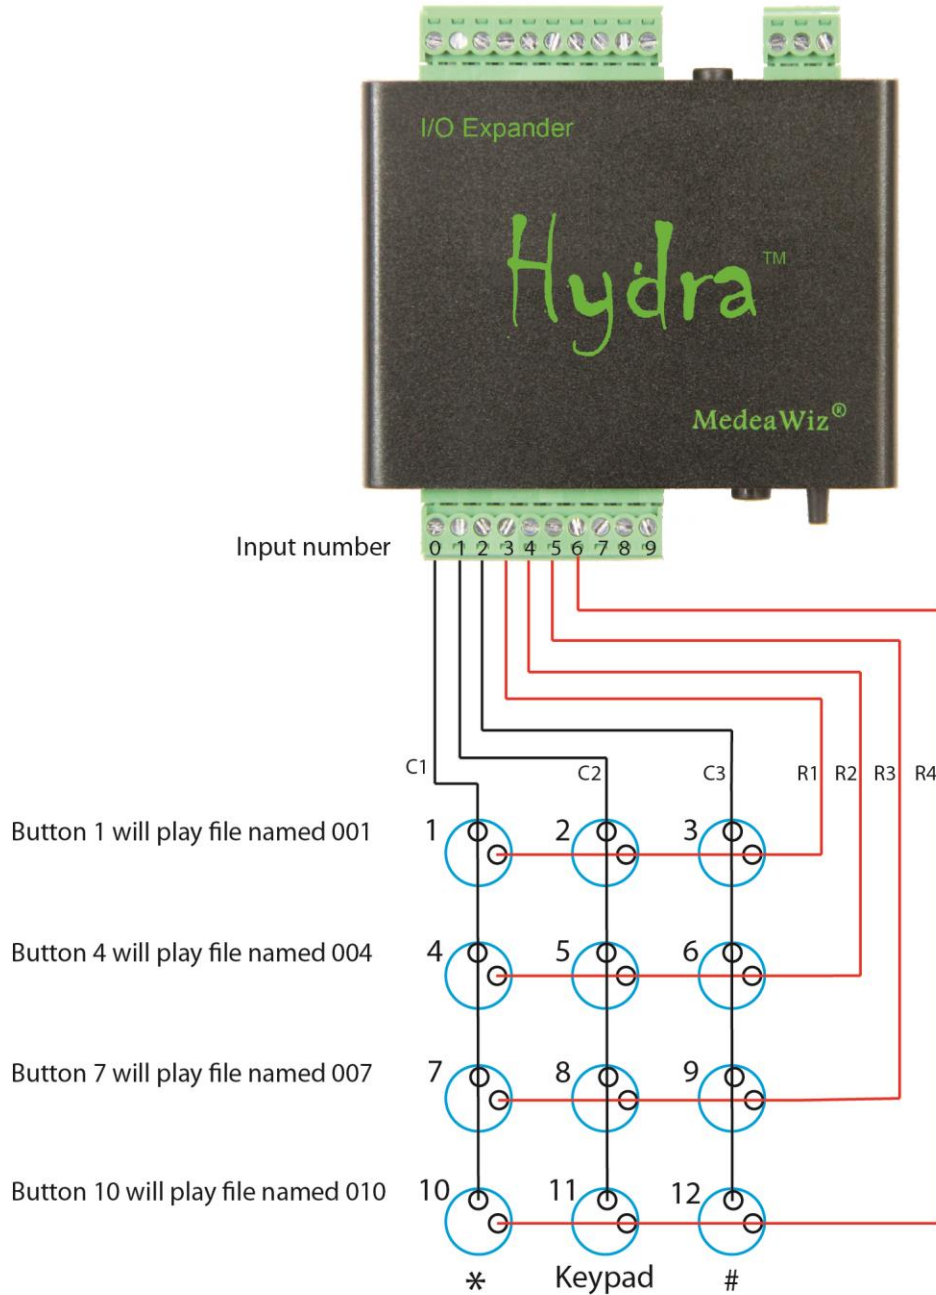 I/O Expander
Hydra™
MedeaWiz®
Input number 0 1 2 3 4 5 6 7 8 9
C1 C2 C3 R1 R2 R3 R4
Button 1 will play file named 001 1 2 3
Button 4 will play file named 004 4 5 6
Button 7 will play file named 007 7 8 9
Button 10 will play file named 010 10 11 12
* Keypad #